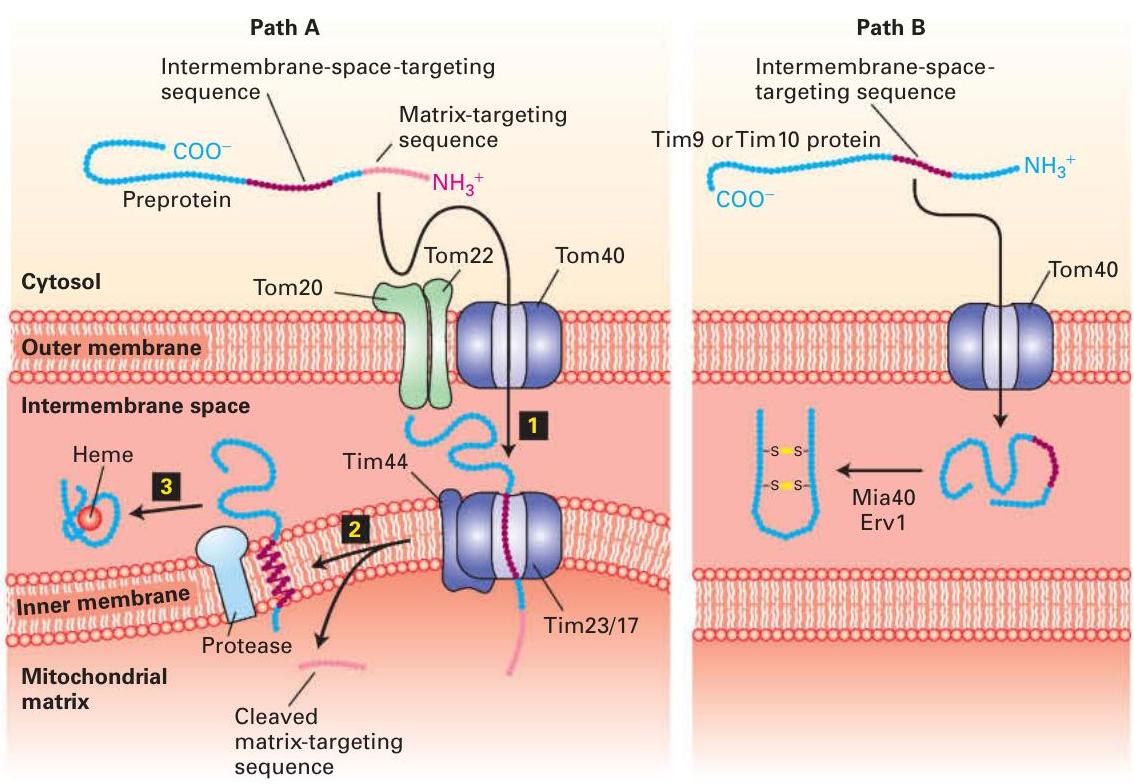 Path A
Intermembrane-space-targeting
sequence
Matrix-targeting
sequence
COO⁻
NH₃⁺
Preprotein
Tom22
Tom40
Tom20
Cytosol
Outer membrane
Intermembrane space
1
Heme
Tim44
3
2
Inner membrane
Tim23/17
Protease
Mitochondrial
matrix
Cleaved
matrix-targeting
sequence
Path B
Intermembrane-space-
targeting sequence
Tim9 or Tim10 protein
NH₃⁺
COO⁻
Tom40
S S
S S
Mia40
Erv1